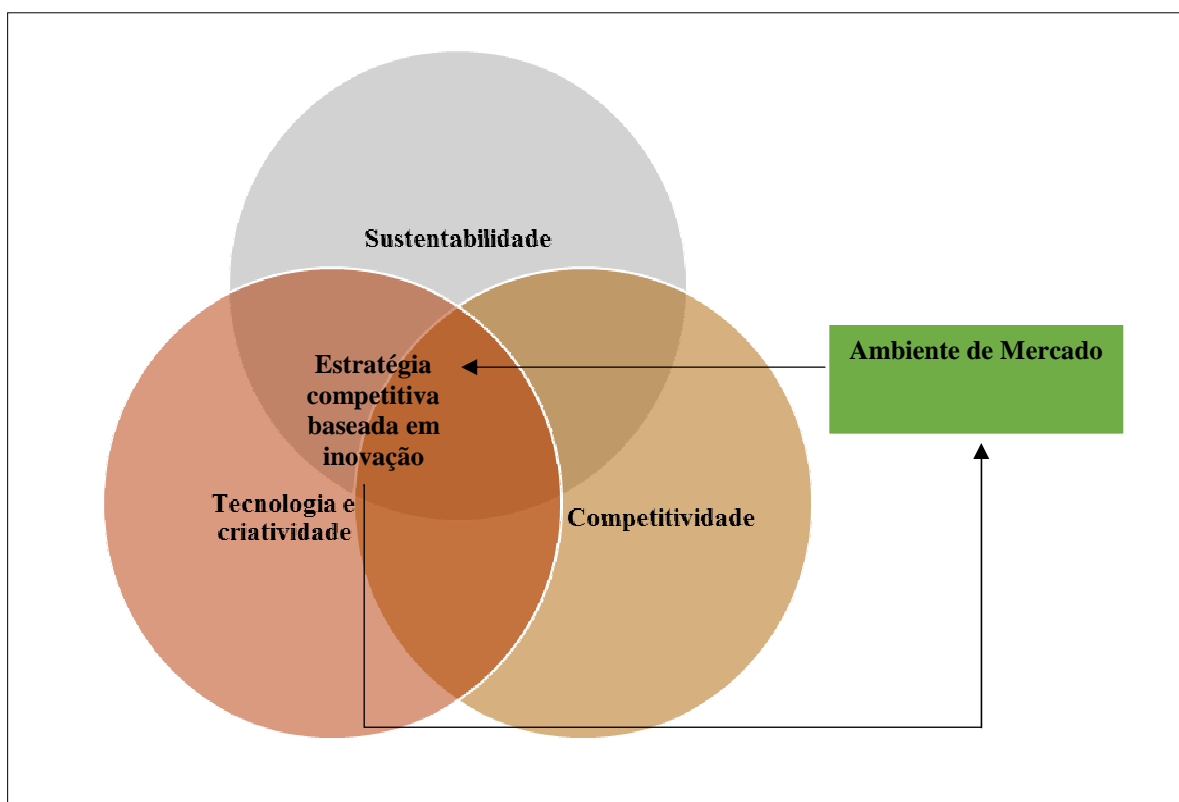 Sustentabilidade
Ambiente de Mercado
Estratégia
competitiva
baseada em
inovação
Tecnologia e
criatividade
Competitividade